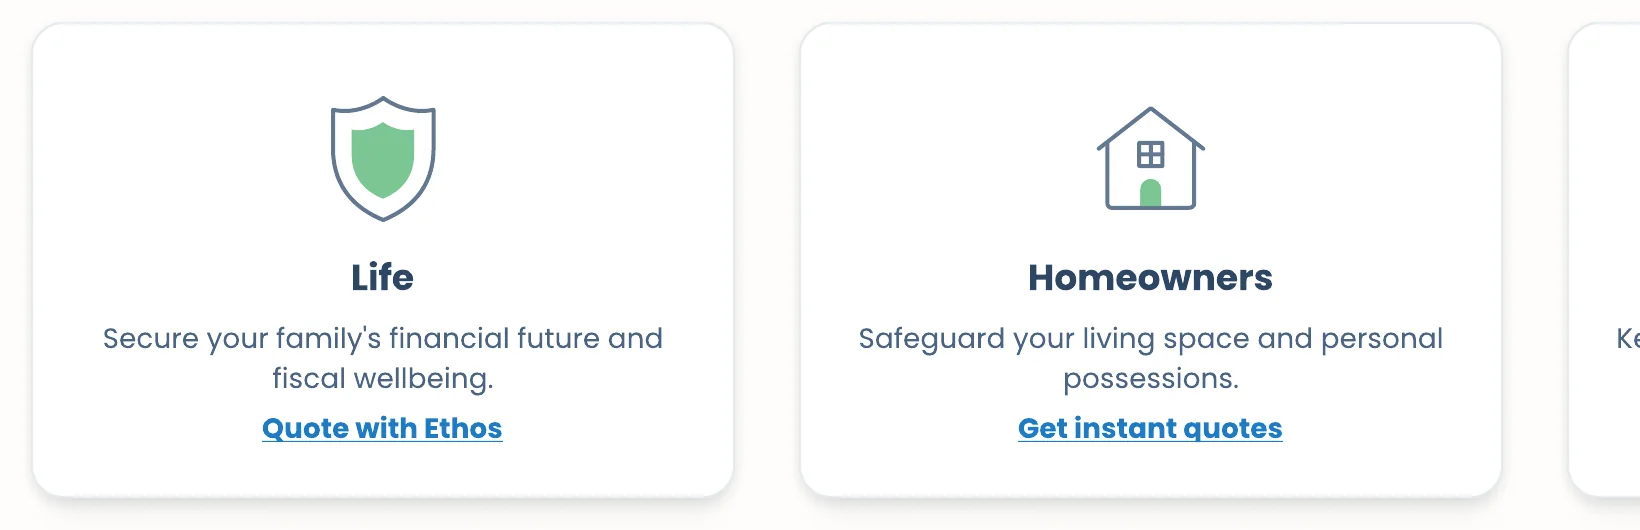 Life
Secure your family's financial future and
fiscal wellbeing.
Quote with Ethos
Homeowners
Safeguard your living space and personal
possessions.
Get instant quotes